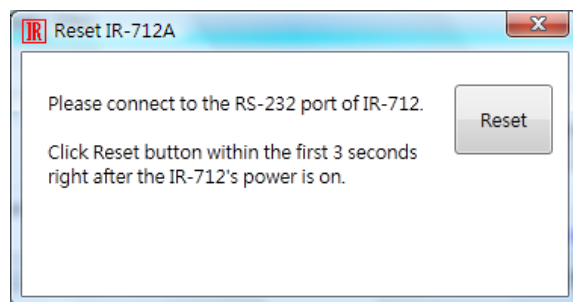 IR Reset IR-712A
Please connect to the RS-232 port of IR-712.
Reset
Click Reset button within the first 3 seconds
right after the IR-712's power is on.